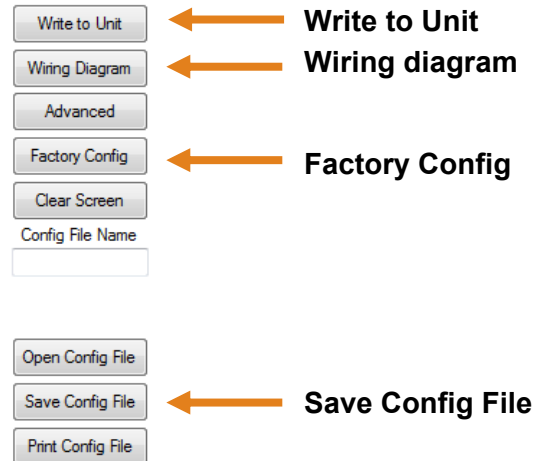 Write to Unit Write to Unit
Wiring Diagram Wiring diagram
Advanced
Factory Config Factory Config
Clear Screen
Config File Name
Open Config File
Save Config File Save Config File
Print Config File